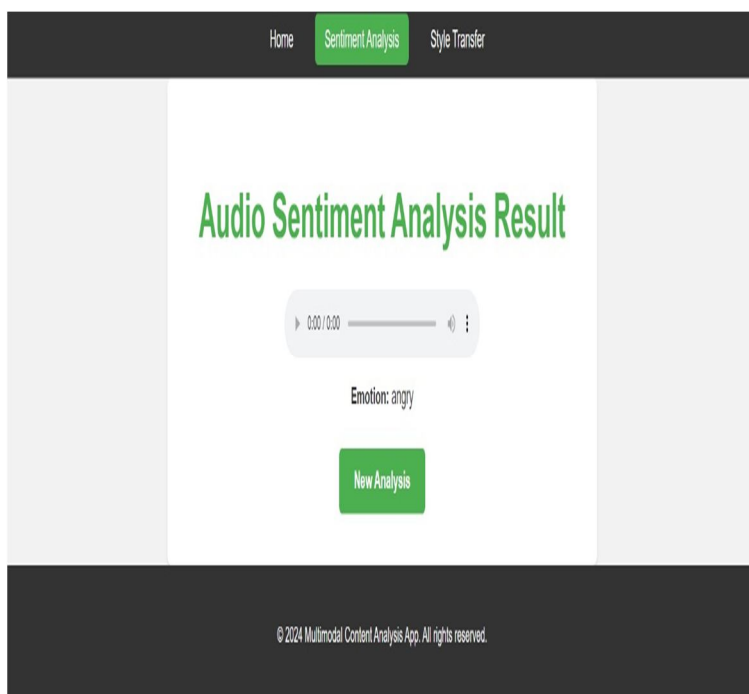 Home Sentiment Analysis Style Transfer
Audio Sentiment Analysis Result
0:00 / 0:00
Emotion: angry
New Analysis
© 2024 Multimodal Content Analysis App. All rights reserved.